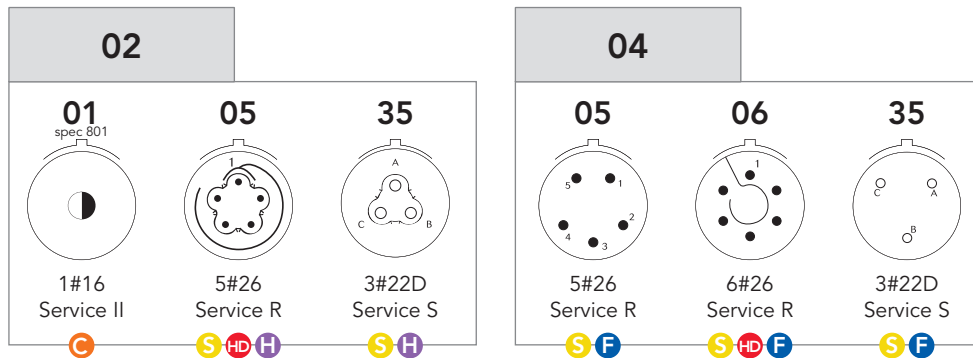 02
04
01
05
35
05
06
35
spec 801
1
A
C
B
5
1
4
2
3
1
C
A
B
1#16
5#26
3#22D
5#26
6#26
3#22D
Service II
Service R
Service S
Service R
Service R
Service S
C
S HD H
S H
S F
S HD F
S F